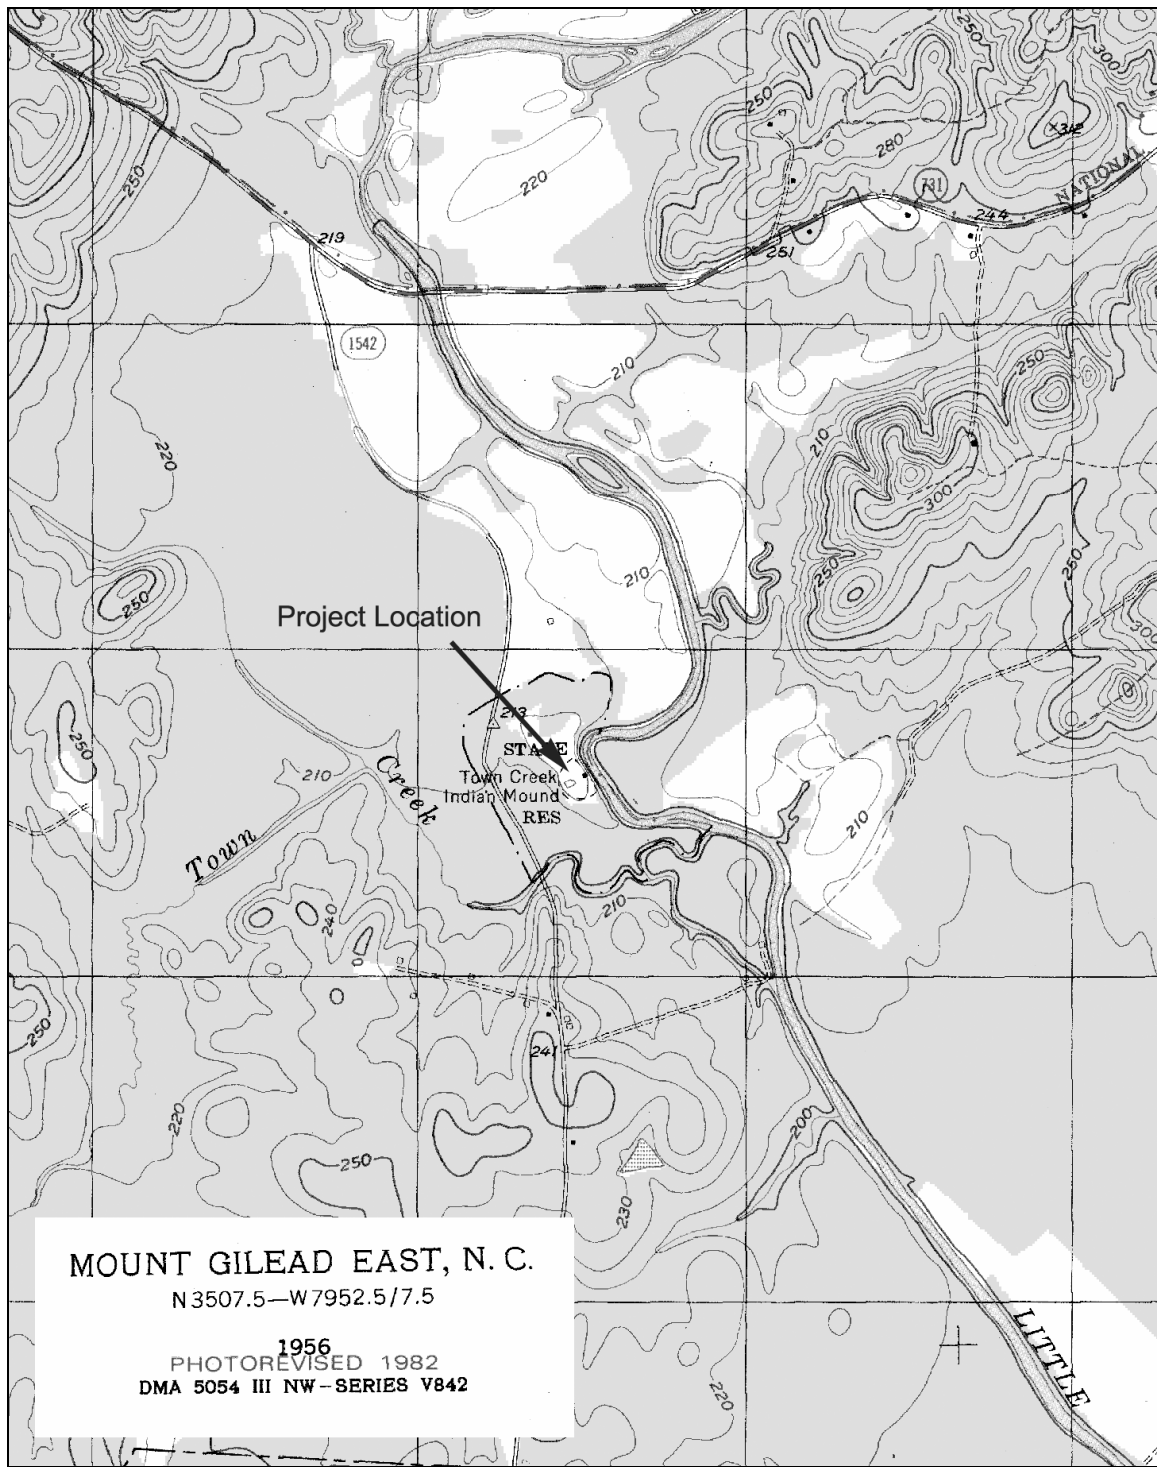 250
300
250
×312
280
250
NATIONAL
731
220
244
219
251
1542
210
250
220
210
300
210
250
250
250
Project Location
300
213
STATE
250
Creek
Town Creek
Indian Mound
RES
210
210
Town
240
210
250
241
220
200
250
230
MOUNT GILEAD EAST, N. C.
N3507.5—W7952.5/7.5
1956
PHOTOREVISED 1982
DMA 5054 III NW–SERIES V842
LITTLE
220